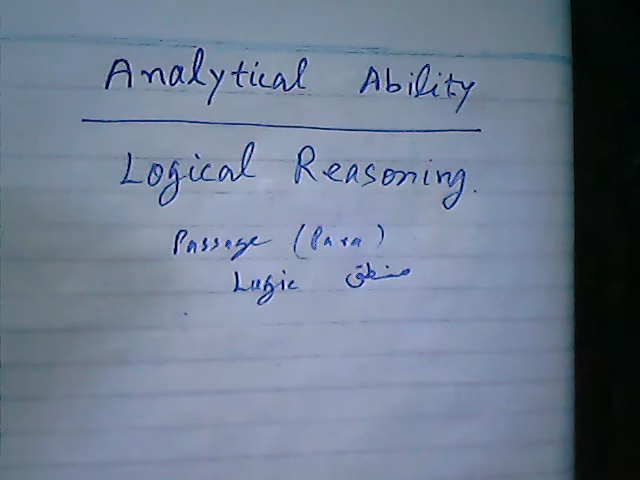 Analytical Ability
Logical Reasoning.
Passage (Para)
Logic منطق